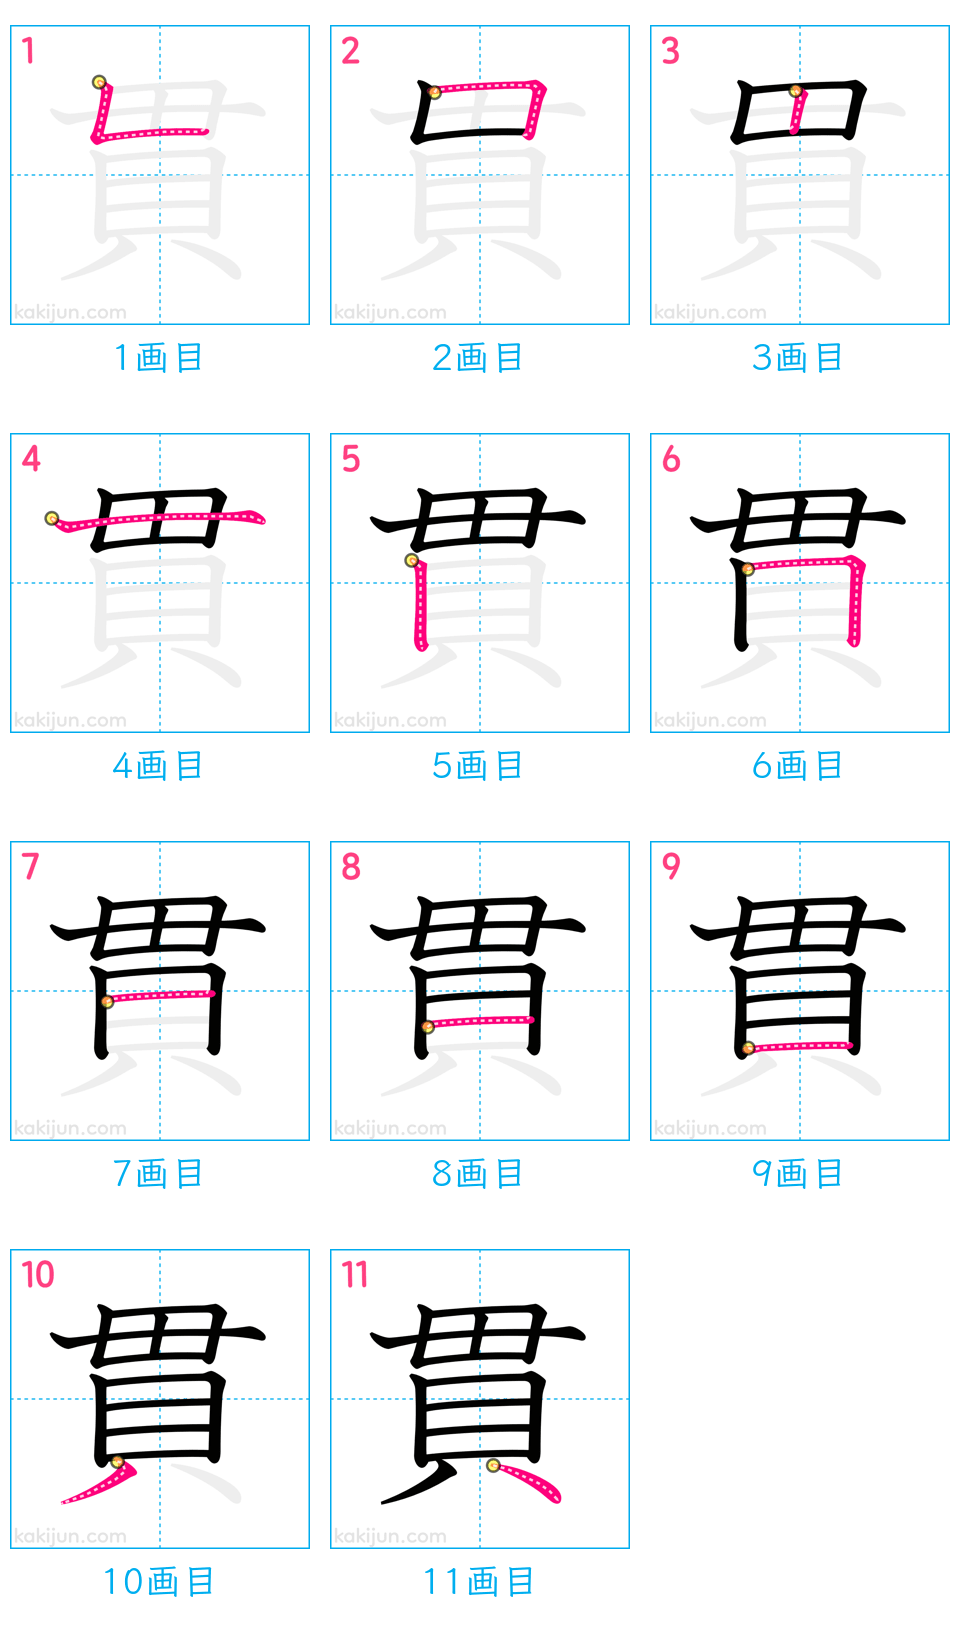 1 2 3
kakijun.com kakijun.com kakijun.com
1画目 2画目 3画目
4 5 6
kakijun.com kakijun.com kakijun.com
4画目 5画目 6画目
7 8 9
kakijun.com kakijun.com kakijun.com
7画目 8画目 9画目
10 11
貫 貫
kakijun.com kakijun.com
10画目 11画目